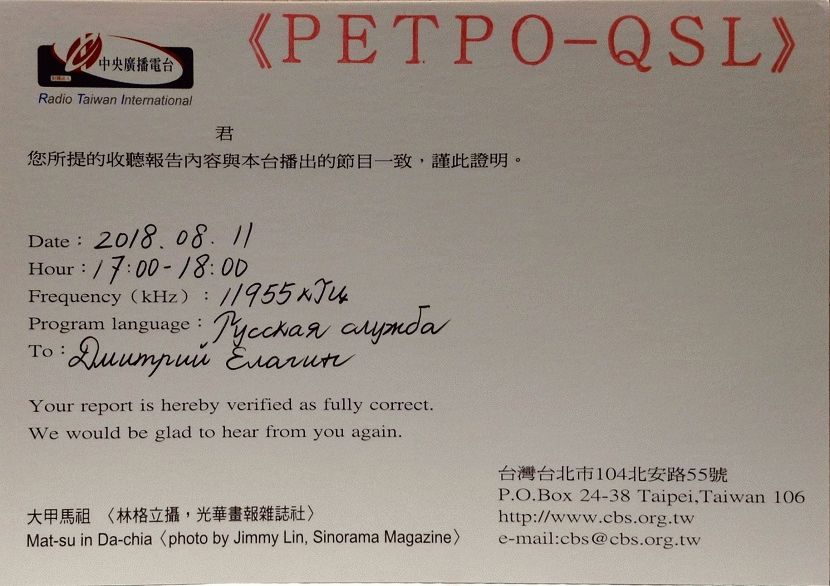 《РЕТРО-QSL》
中央廣播電台
財團法人
Radio Taiwan International
君
您所提的收聽報告內容與本台播出的節目一致，謹此證明。
Date：2018.08.11
Hour：17:00-18:00
Frequency（kHz）：11955 кГц
Program language：Русская служба
To：Дмитрий Елагин
Your report is hereby verified as fully correct.
We would be glad to hear from you again.
台灣台北市104北安路55號
P.O.Box 24-38 Taipei,Taiwan 106
http://www.cbs.org.tw
e-mail:cbs@cbs.org.tw
大甲馬祖 〈林格立攝，光華畫報雜誌社〉
Mat-su in Da-chia〈photo by Jimmy Lin, Sinorama Magazine〉